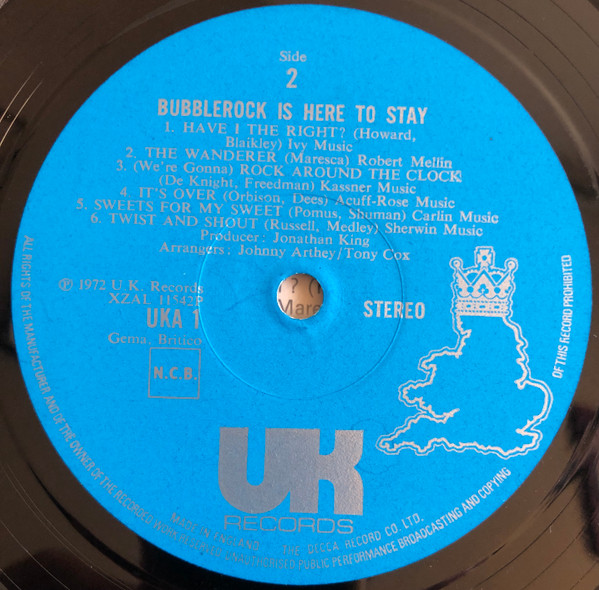 Side
2
BUBBLEROCK IS HERE TO STAY
1. HAVE I THE RIGHT? (Howard,
Blaikley) Ivy Music
2. THE WANDERER (Maresca) Robert Mellin
3. (We're Gonna) ROCK AROUND THE CLOCK
(De Knight, Freedman) Kassner Music
4. IT'S OVER (Orbison, Dees) Acuff-Rose Music
5. SWEETS FOR MY SWEET (Pomus, Shuman) Carlin Music
6. TWIST AND SHOUT (Russell, Medley) Sherwin Music
Producer: Jonathan King
Arrangers: Johnny Arthey/Tony Cox
℗ 1972 U.K. Records
XZAL 11542P
UKA 1
Gema, Britico
N.C.B.
? (
Mare
STEREO
UK
RECORDS
MADE IN ENGLAND THE DECCA RECORD CO. LTD.
ALL RIGHTS OF THE MANUFACTURER AND OF THE OWNER OF THE RECORDED WORK RESERVED UNAUTHORISED PUBLIC PERFORMANCE BROADCASTING AND COPYING OF THIS RECORD PROHIBITED